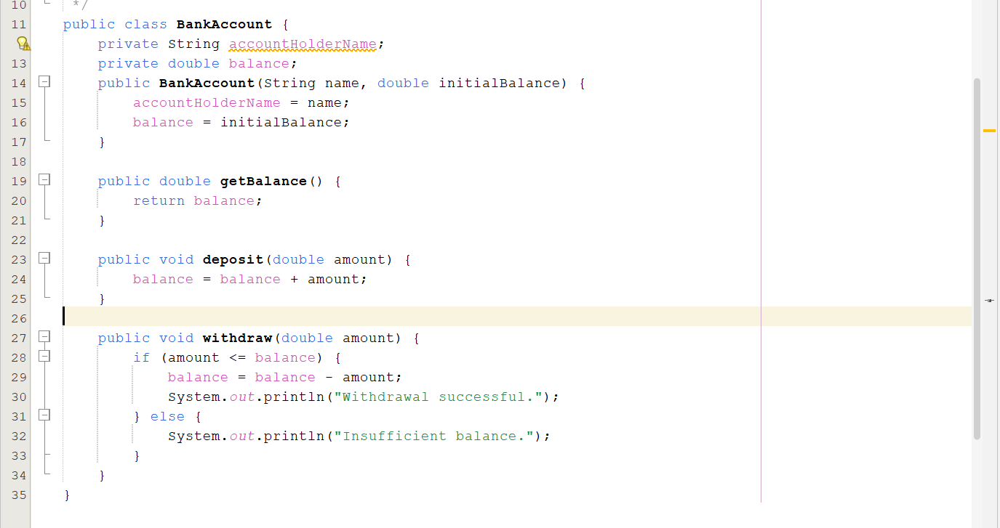 10 */
11 public class BankAccount {
private String accountHolderName;
13 private double balance;
14 public BankAccount(String name, double initialBalance) {
15 accountHolderName = name;
16 balance = initialBalance;
17 }
18
19 public double getBalance() {
20 return balance;
21 }
22
23 public void deposit(double amount) {
24 balance = balance + amount;
25 }
26
27 public void withdraw(double amount) {
28 if (amount <= balance) {
29 balance = balance - amount;
30 System.out.println("Withdrawal successful.");
31 } else {
32 System.out.println("Insufficient balance.");
33 }
34 }
35 }